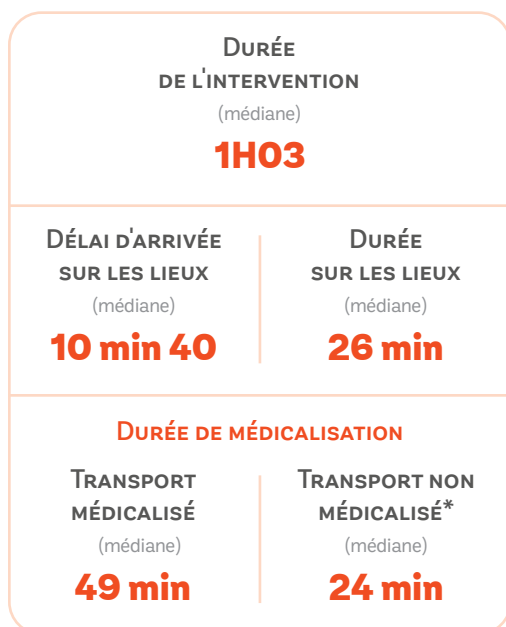 Durée
de l'intervention
(médiane)
1H03
Délai d'arrivée
sur les lieux
(médiane)
10 min 40
Durée
sur les lieux
(médiane)
26 min
Durée de médicalisation
Transport
médicalisé
(médiane)
49 min
Transport non
médicalisé*
(médiane)
24 min